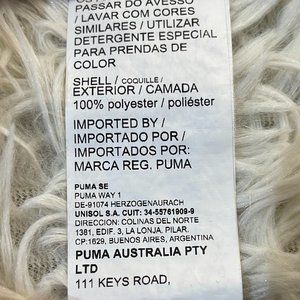 PASSAR DO AVESSO
/ LAVAR COM CORES
SIMILARES / UTILIZAR
DETERGENTE ESPECIAL
PARA PRENDAS DE
COLOR
SHELL / COQUILLE /
EXTERIOR / CAMADA
100% polyester / poliéster
IMPORTED BY /
IMPORTADO POR /
IMPORTADOS POR:
MARCA REG. PUMA
PUMA SE
PUMA WAY 1
DE-91074 HERZOGENAURACH
UNISOL S.A. CUIT: 34-55761909-9
DIRECCION: COLINAS DEL NORTE
1381, EDIF. 3, LA LONJA, PILAR.
CP:1629, BUENOS AIRES, ARGENTINA
PUMA AUSTRALIA PTY
LTD
111 KEYS ROAD,